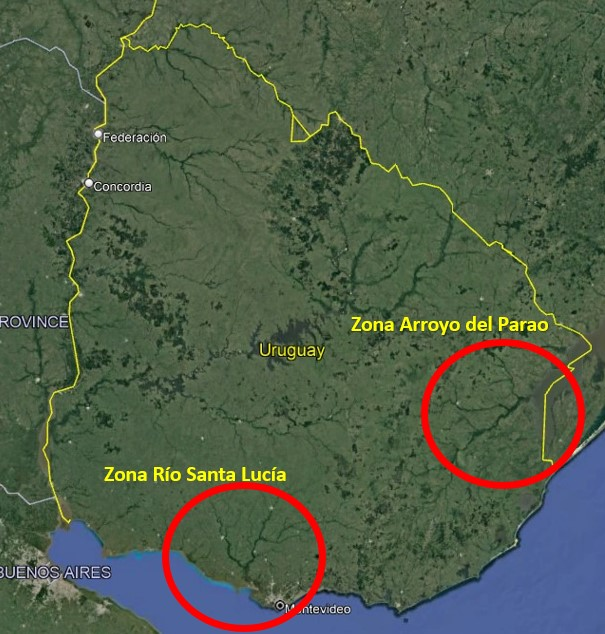 Federación
Concordia
ROVINCE
Zona Arroyo del Parao
Uruguay
Zona Río Santa Lucía
BUENOS AIRES
Montevideo